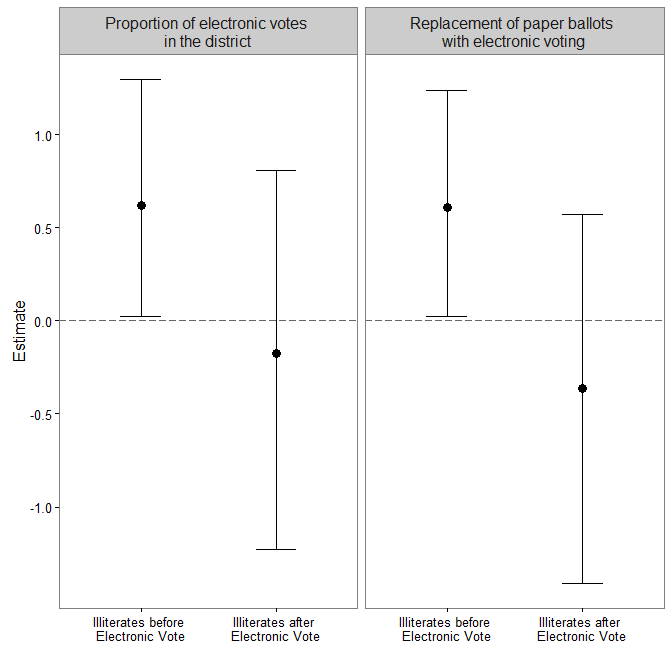 Proportion of electronic votes
in the district
Replacement of paper ballots
with electronic voting
Estimate
1.0
0.5
0.0
-0.5
-1.0
Illiterates before
Electronic Vote
Illiterates after
Electronic Vote
Illiterates before
Electronic Vote
Illiterates after
Electronic Vote